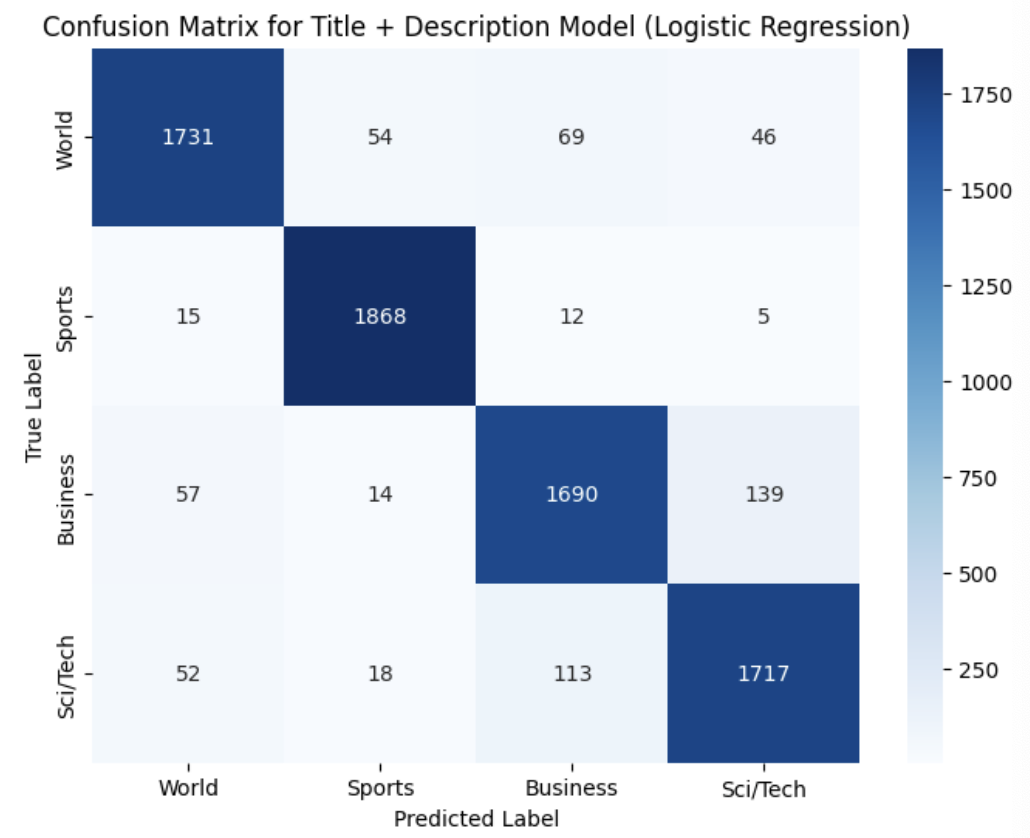 Confusion Matrix for Title + Description Model (Logistic Regression)
World 1731 54 69 46
Sports 15 1868 12 5
Business 57 14 1690 139
Sci/Tech 52 18 113 1717
True Label
World Sports Business Sci/Tech
Predicted Label
1750
1500
1250
1000
750
500
250